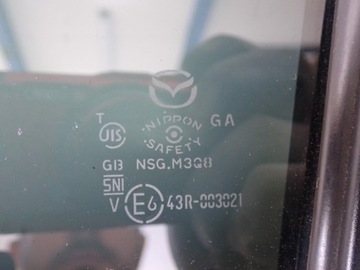 T
JIS
NIPPON
SAFETY
GA
GB NSG.M3Q8
SNI
V E6 43R-003021